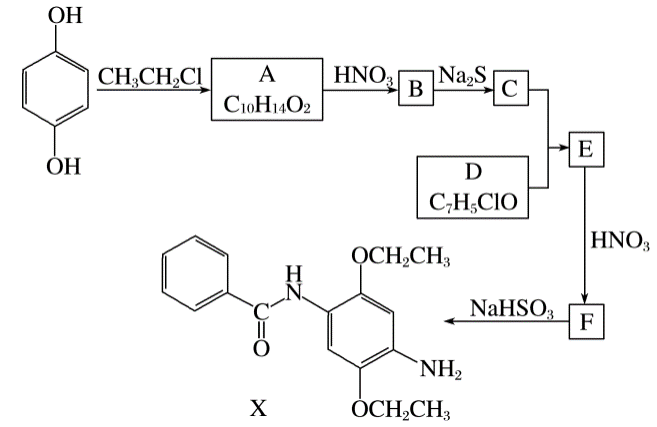 OH
CH₃CH₂Cl
A
C₁₀H₁₄O₂
HNO₃
B
Na₂S
C
OH
D
C₇H₅ClO
E
HNO₃
OCH₂CH₃
H
N
C
O
NaHSO₃
F
NH₂
OCH₂CH₃
X